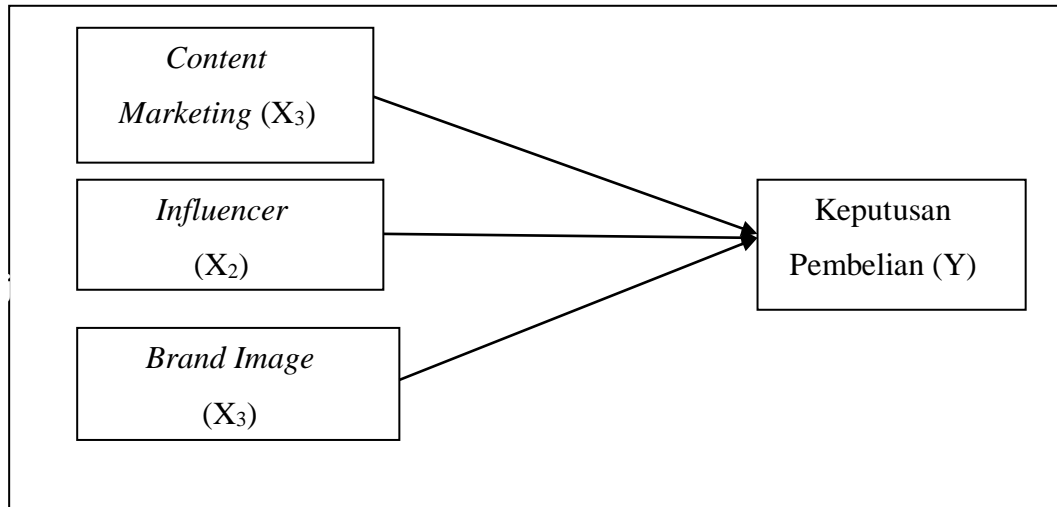 Content
Marketing (X₃)
Influencer
(X₂)
Brand Image
(X₃)
Keputusan
Pembelian (Y)